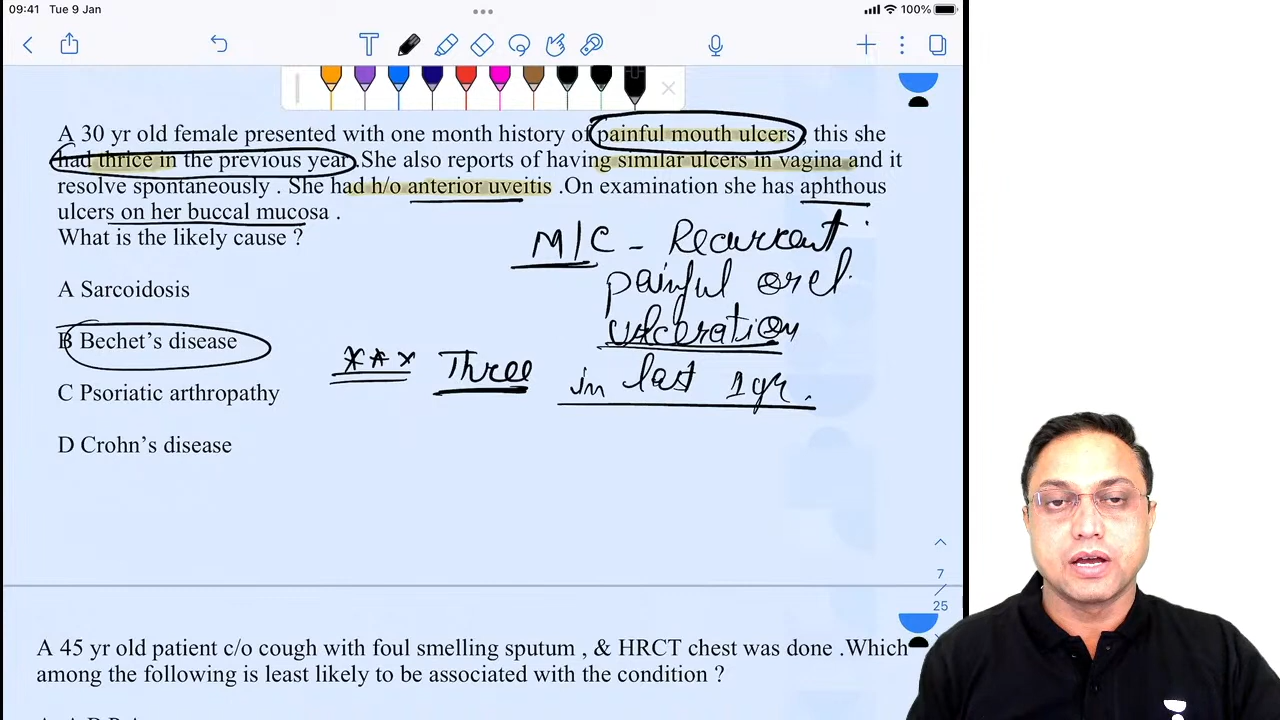 09:41 Tue 9 Jan
100%
T
A 30 yr old female presented with one month history of painful mouth ulcers , this she
had thrice in the previous year .She also reports of having similar ulcers in vagina and it
resolve spontaneously . She had h/o anterior uveitis .On examination she has aphthous
ulcers on her buccal mucosa .
What is the likely cause ?
M/C - Recurrent
painful oral
ulceration
A Sarcoidosis
B Bechet's disease
*** Three in last 1yr.
C Psoriatic arthropathy
D Crohn's disease
7
/
25
A 45 yr old patient c/o cough with foul smelling sputum , & HRCT chest was done .Which
among the following is least likely to be associated with the condition ?